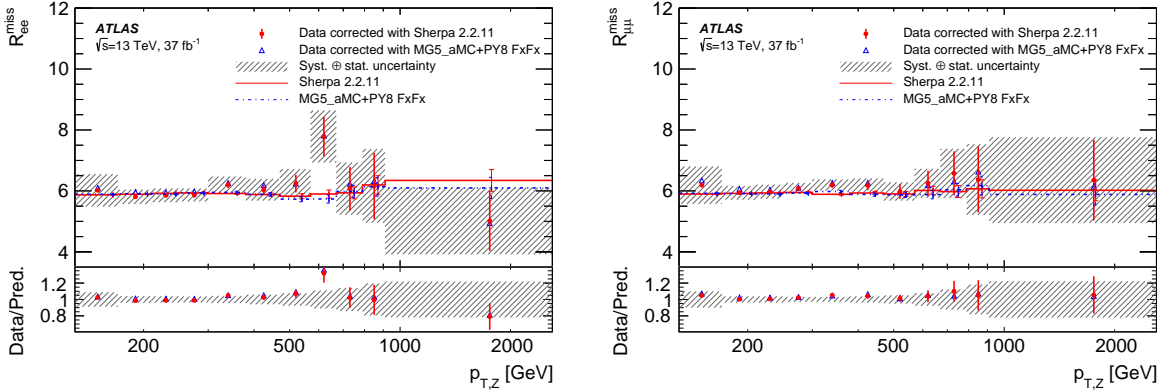 R_ee^miss
12
10
8
6
4
ATLAS
√s=13 TeV, 37 fb⁻¹
Data corrected with Sherpa 2.2.11
Data corrected with MG5_aMC+PY8 FxFx
Syst. ⊕ stat. uncertainty
Sherpa 2.2.11
MG5_aMC+PY8 FxFx
Data/Pred.
1.2
1
0.8
200
500
1000
2000
p_T,Z [GeV]
R_μμ^miss
12
10
8
6
4
ATLAS
√s=13 TeV, 37 fb⁻¹
Data corrected with Sherpa 2.2.11
Data corrected with MG5_aMC+PY8 FxFx
Syst. ⊕ stat. uncertainty
Sherpa 2.2.11
MG5_aMC+PY8 FxFx
Data/Pred.
1.2
1
0.8
200
500
1000
2000
p_T,Z [GeV]